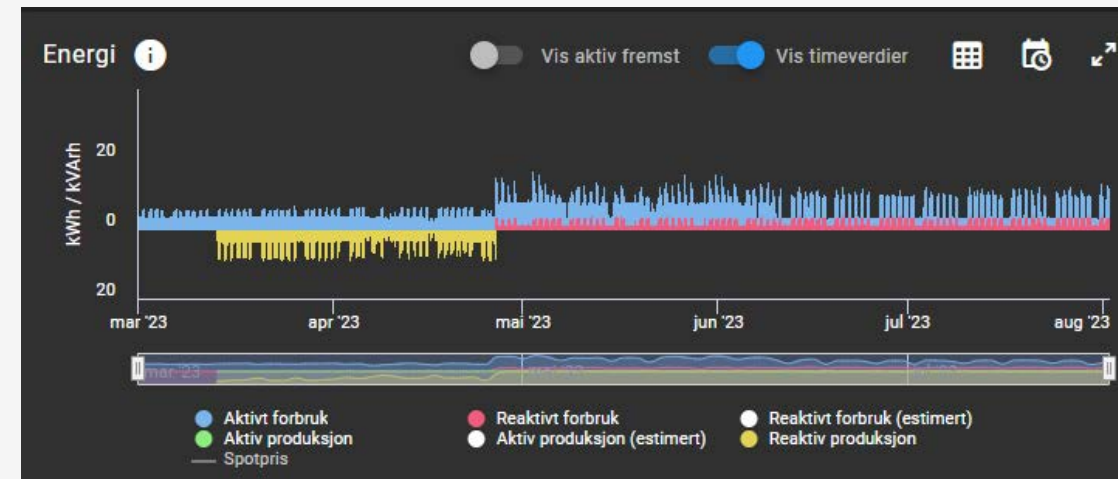 Energi i Vis aktiv fremst Vis timeverdier
kWh / kVArh
20
0
20
mar '23 apr '23 mai '23 jun '23 jul '23 aug '23
mar '23
Aktivt forbruk Reaktivt forbruk Reaktivt forbruk (estimert)
Aktiv produksjon Aktiv produksjon (estimert) Reaktiv produksjon
Spotpris